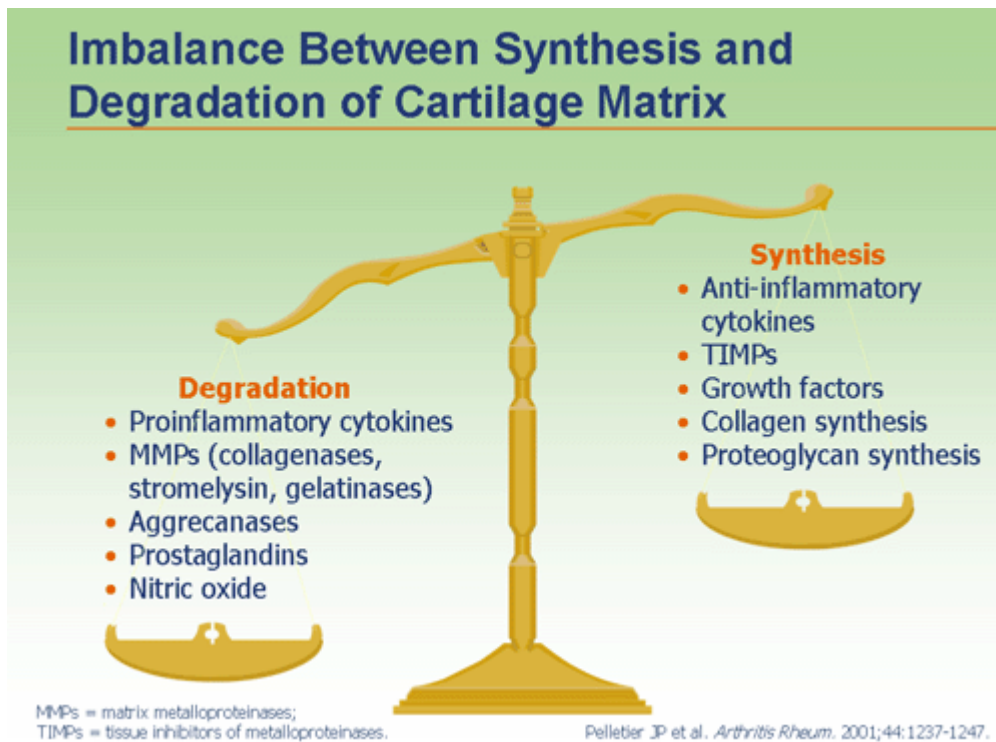 Imbalance Between Synthesis and
Degradation of Cartilage Matrix
Degradation
• Proinflammatory cytokines
• MMPs (collagenases,
stromelysin, gelatinases)
• Aggrecanases
• Prostaglandins
• Nitric oxide
Synthesis
• Anti-inflammatory
cytokines
• TIMPs
• Growth factors
• Collagen synthesis
• Proteoglycan synthesis
MMPs = matrix metalloproteinases;
TIMPs = tissue inhibitors of metalloproteinases.
Pelletier JP et al. Arthritis Rheum. 2001;44:1237-1247.